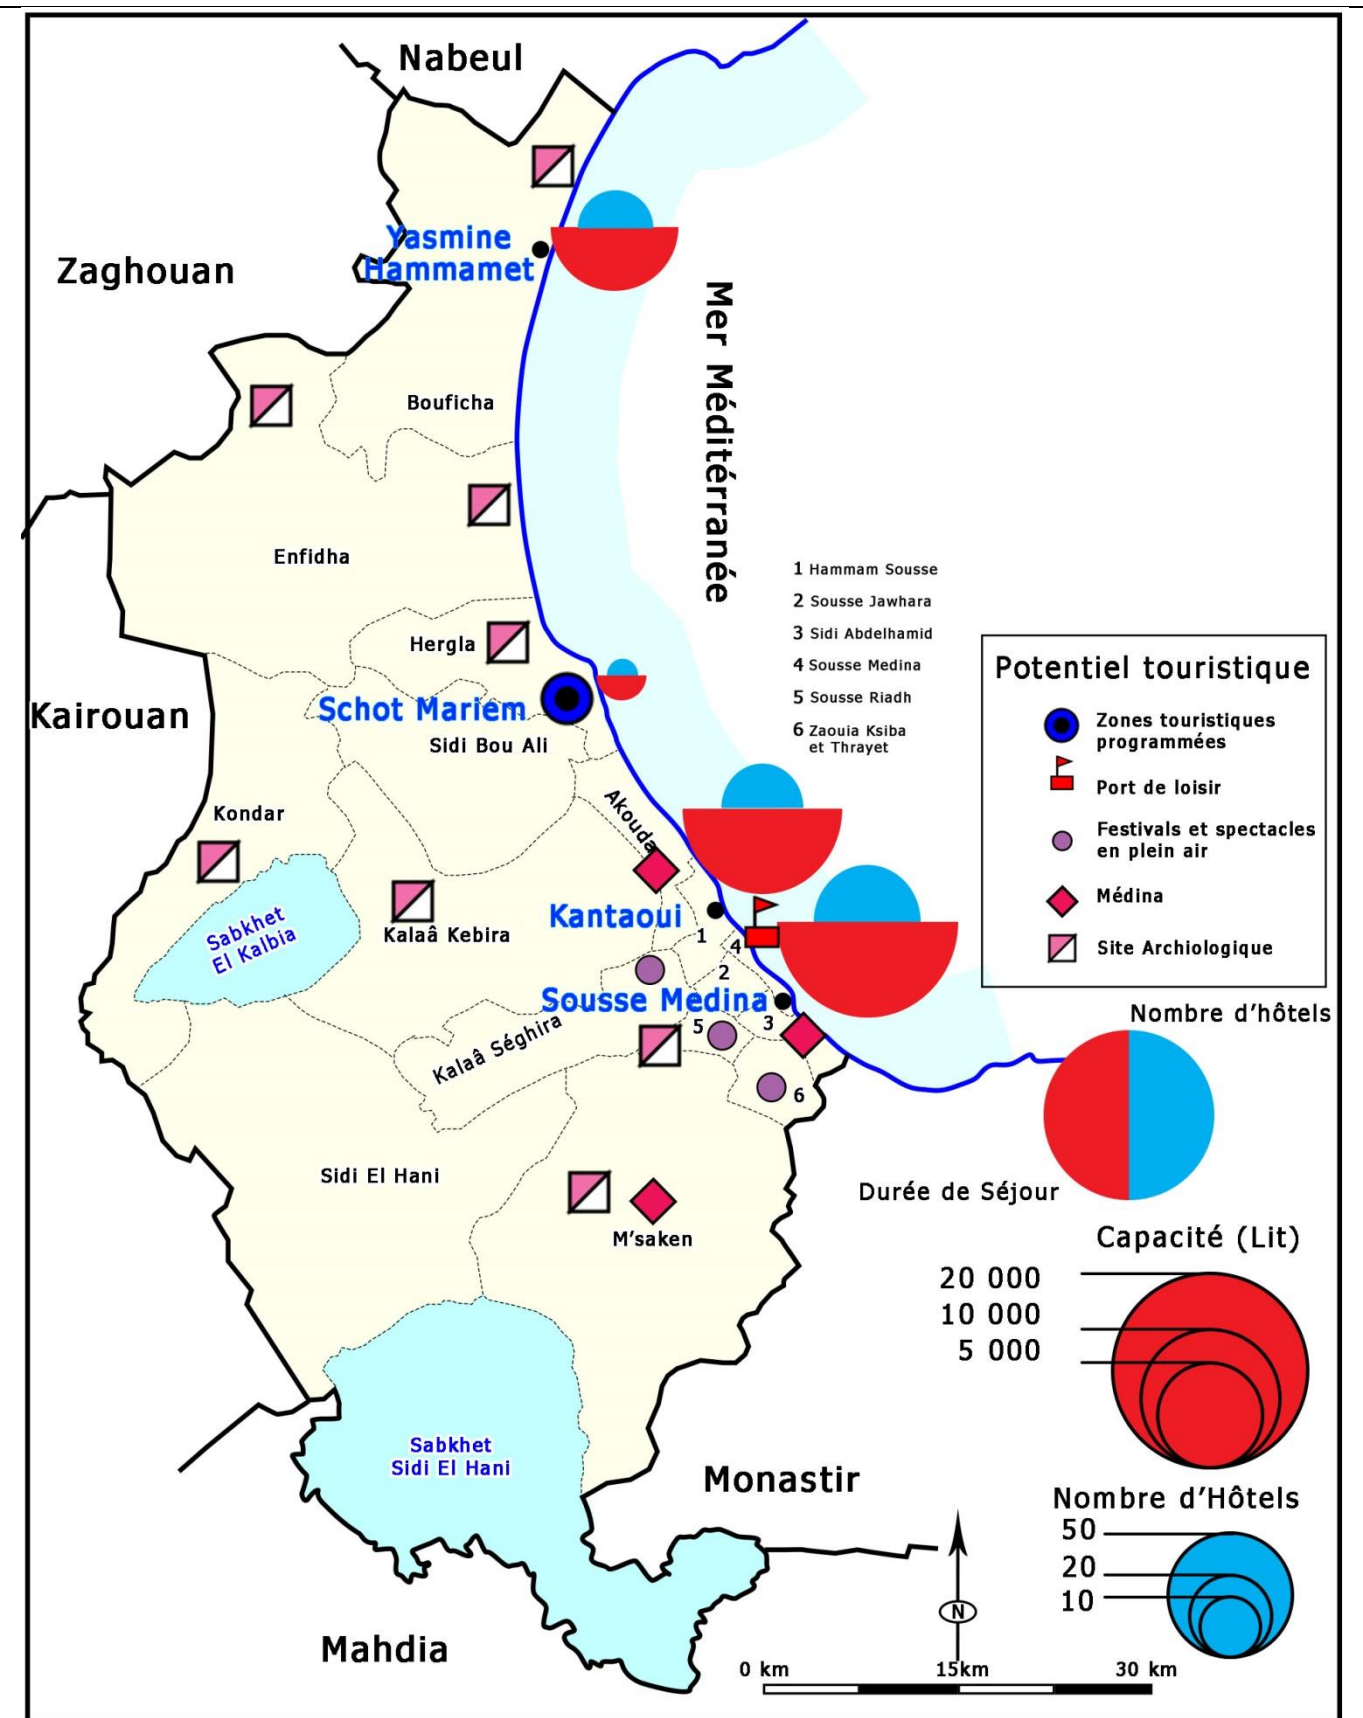 Nabeul
Yasmine
Hammamet
Zaghouan
Mer Méditérranée
Bouficha
Enfidha
1 Hammam Sousse
2 Sousse Jawhara
3 Sidi Abdelhamid
4 Sousse Medina
5 Sousse Riadh
6 Zaouia Ksiba
et Thrayet
Hergla
Potentiel touristique
Zones touristiques
programmées
Port de loisir
Festivals et spectacles
en plein air
Médina
Site Archiologique
Kairouan
Schot Mariem
Sidi Bou Ali
Kondar
Akouda
Sabkhet
El Kalbia
Kalaâ Kebira
Kantaoui
1
4
2
Sousse Medina
5
3
6
Kalaâ Séghira
Nombre d'hôtels
Durée de Séjour
Sidi El Hani
M'saken
Capacité (Lit)
20 000
10 000
5 000
Sabkhet
Sidi El Hani
Monastir
Nombre d'Hôtels
50
20
10
N
Mahdia
0 km 15km 30 km